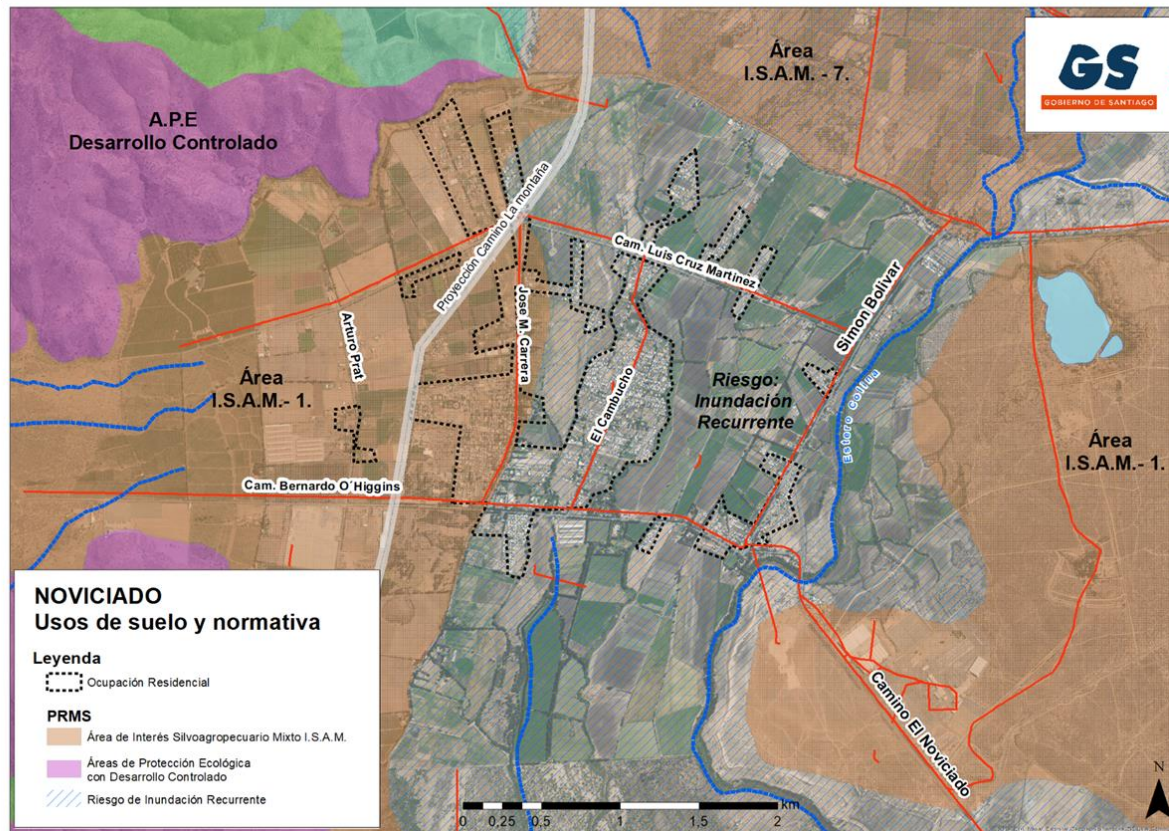 A.P.E
Desarrollo Controlado
Área
I.S.A.M. - 7.
GS
GOBIERNO DE SANTIAGO
Proyección Camino La montaña
Cam. Luis Cruz Martinez
Simon Bolivar
Jose M. Carrera
Arturo Prat
El Cambucho
Riesgo:
Inundación
Recurrente
Estero Colina
Área
I.S.A.M.- 1.
Área
I.S.A.M.- 1.
Cam. Bernardo O´Higgins
Camino El Noviciado
NOVICIADO
Usos de suelo y normativa
Leyenda
Ocupación Residencial
PRMS
Área de Interés Silvoagropecuario Mixto I.S.A.M.
Áreas de Protección Ecológica
con Desarrollo Controlado
Riesgo de Inundación Recurrente
km
0 0,25 0,5 1 1,5 2
N